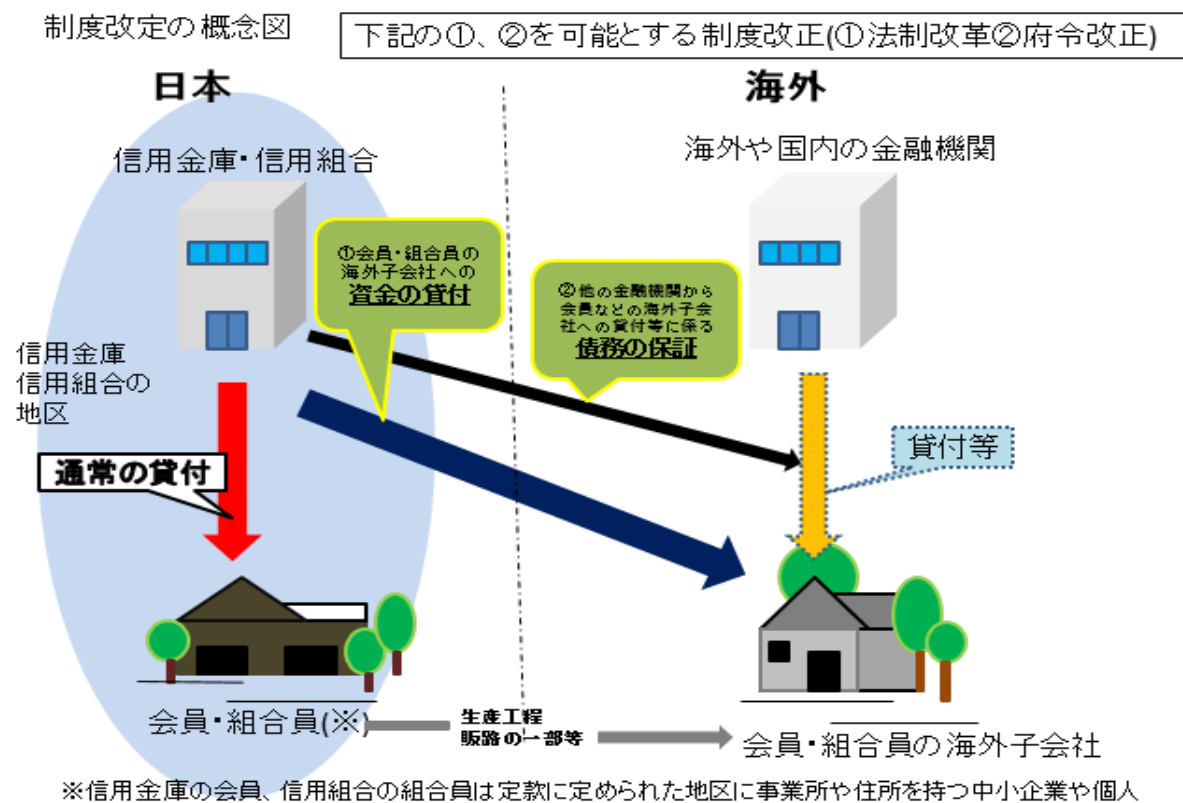 制度改定の概念図
下記の①、②を可能とする制度改正(①法制改革②府令改正)
日本
海外
信用金庫・信用組合
海外や国内の金融機関
①会員・組合員の
海外子会社への
資金の貸付
②他の金融機関から
会員などの海外子会
社への貸付等に係る
債務の保証
信用金庫
信用組合の
地区
通常の貸付
貸付等
会員・組合員(※)
生産工程
販路の一部等
会員・組合員の海外子会社
※信用金庫の会員、信用組合の組合員は定款に定められた地区に事業所や住所を持つ中小企業や個人